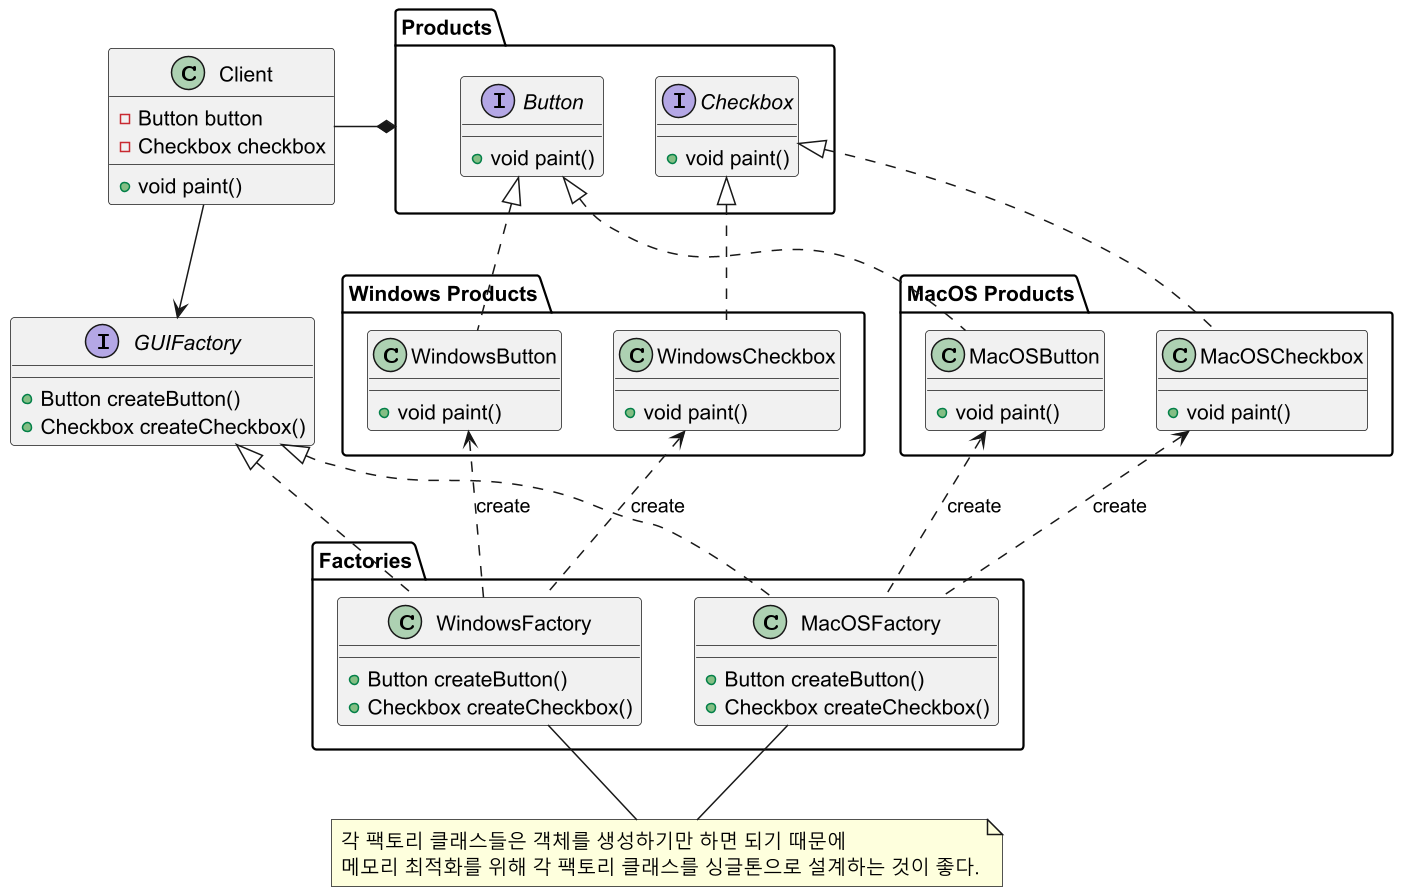 Products
C Client
Button button
Checkbox checkbox
void paint()
I Button
void paint()
I Checkbox
void paint()
I GUIFactory
Button createButton()
Checkbox createCheckbox()
Windows Products
C WindowsButton
void paint()
C WindowsCheckbox
void paint()
MacOS Products
C MacOSButton
void paint()
C MacOSCheckbox
void paint()
create
create
create
create
Factories
C WindowsFactory
Button createButton()
Checkbox createCheckbox()
C MacOSFactory
Button createButton()
Checkbox createCheckbox()
각 팩토리 클래스들은 객체를 생성하기만 하면 되기 때문에
메모리 최적화를 위해 각 팩토리 클래스를 싱글톤으로 설계하는 것이 좋다.